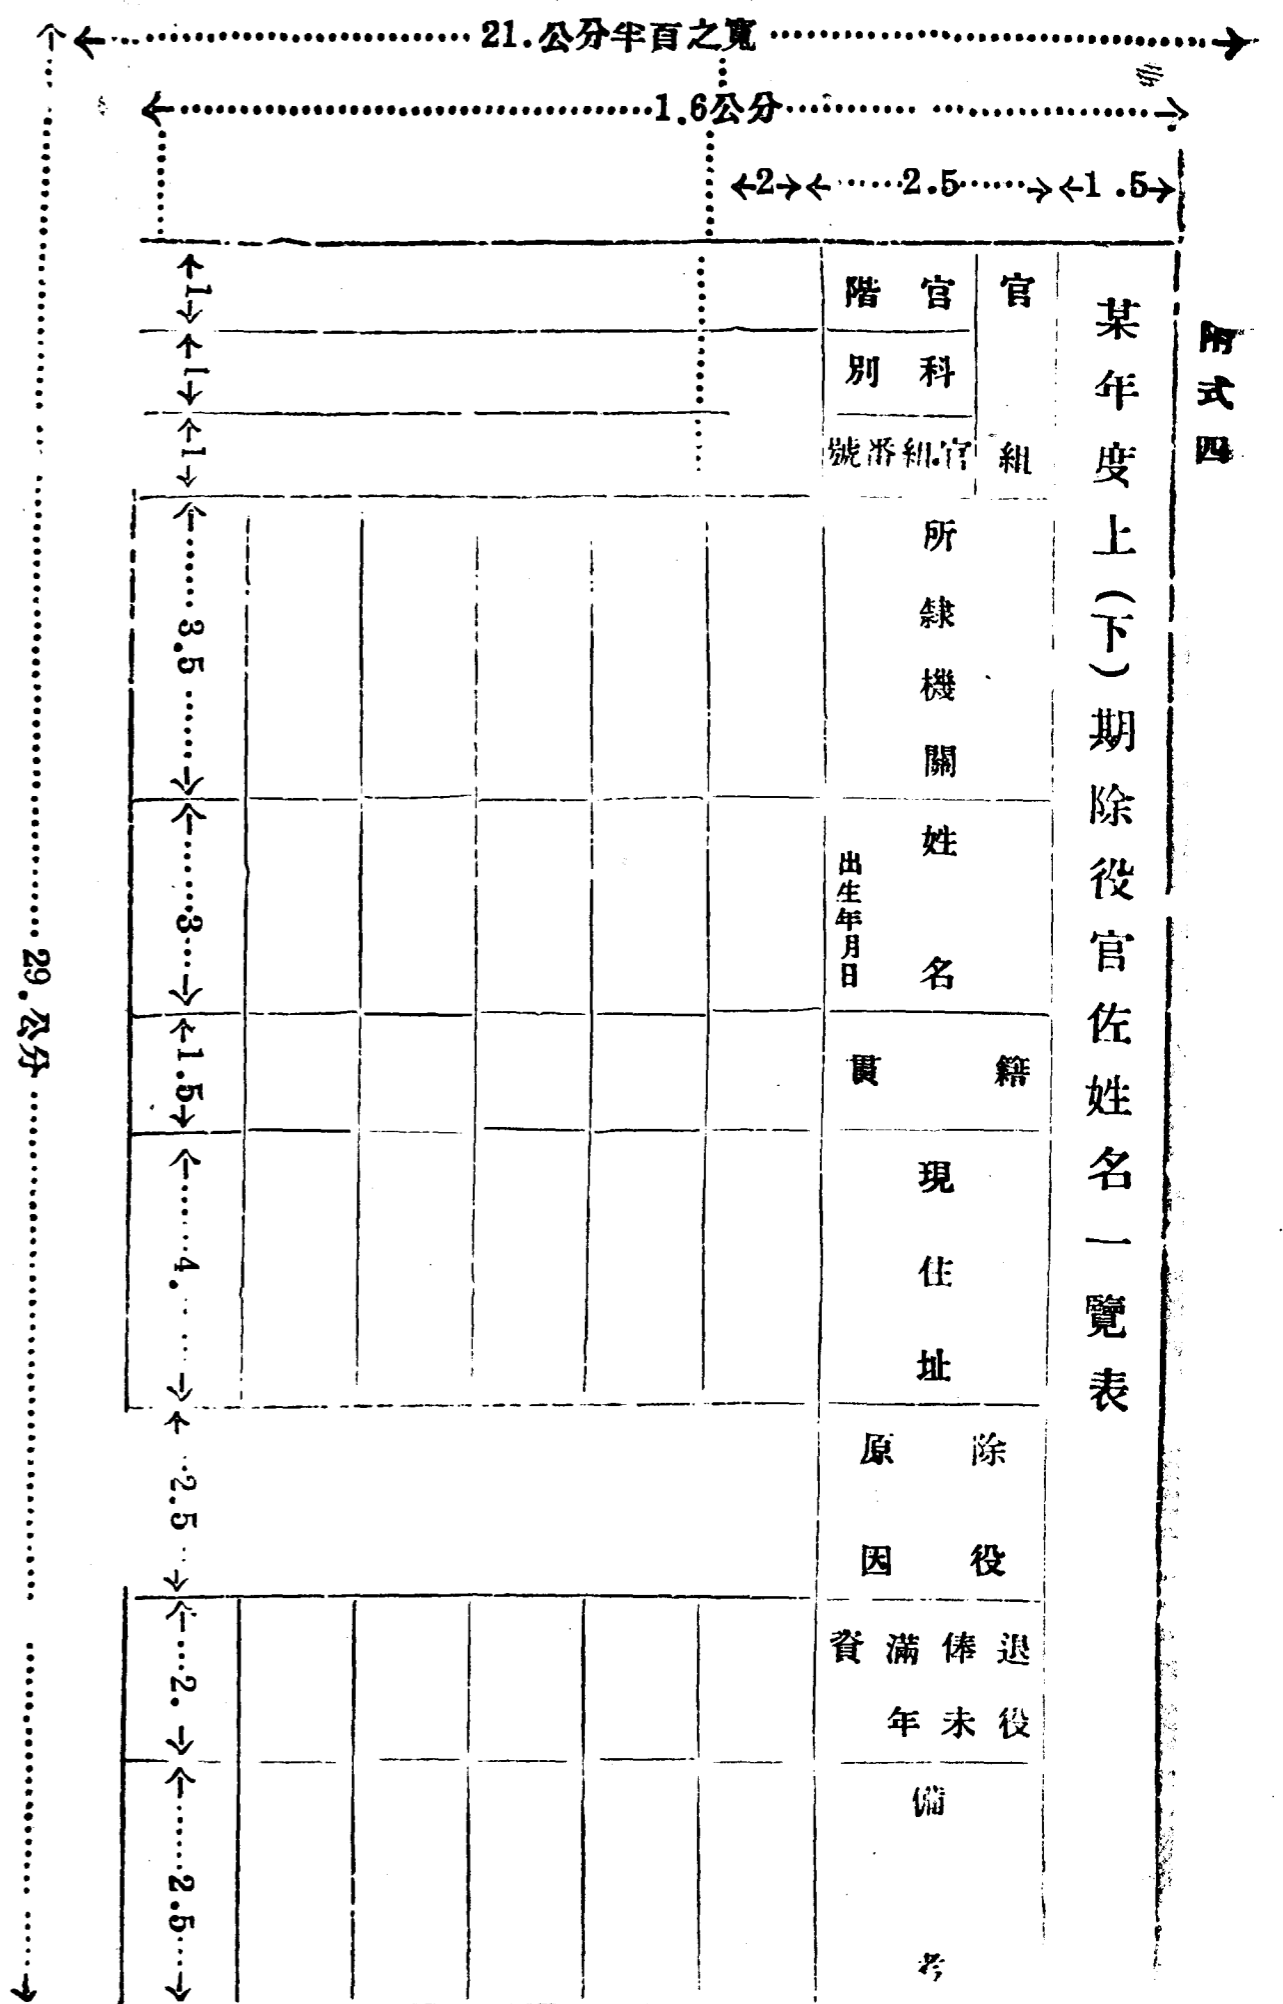 21.公分半頁之寬
1.6公分
2
2.5
1.5
附式四
某年度上(下)期除役官佐姓名一覽表
官組
官階
科別
官組番號
所隸機關
姓名
出生年月日
籍貫
現住址
除役原因
退役俸未滿年資
備考
1
1
1
3.5
3
1.5
4.
2.5
2.
2.5
29.公分